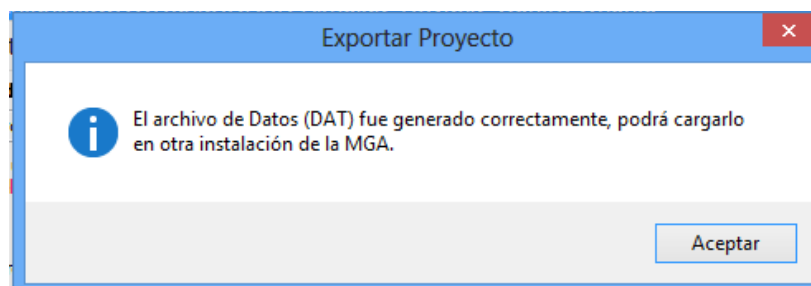 Exportar Proyecto
El archivo de Datos (DAT) fue generado correctamente, podrá cargarlo
en otra instalación de la MGA.
Aceptar